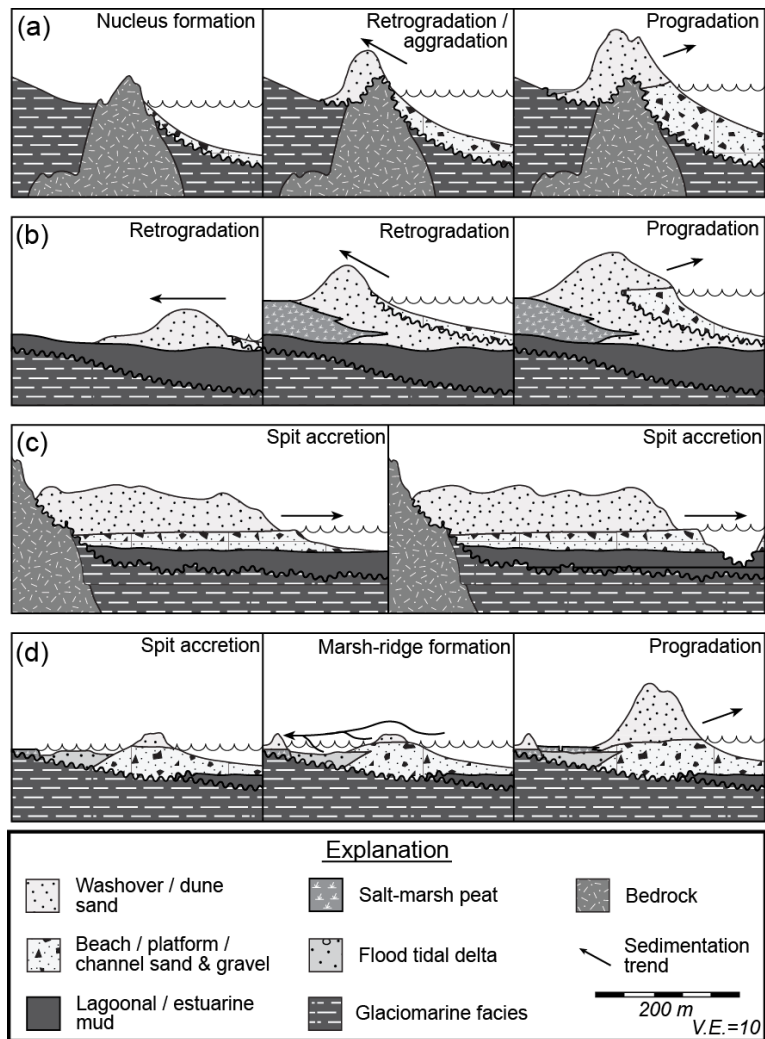 (a)
Nucleus formation
Retrogradation /
aggradation
Progradation
(b)
Retrogradation
Retrogradation
Progradation
(c)
Spit accretion
Spit accretion
(d)
Spit accretion
Marsh-ridge formation
Progradation
Explanation
Washover / dune
sand
Salt-marsh peat
Bedrock
Beach / platform /
channel sand & gravel
Flood tidal delta
Sedimentation
trend
Lagoonal / estuarine
mud
Glaciomarine facies
200 m
V.E.=10